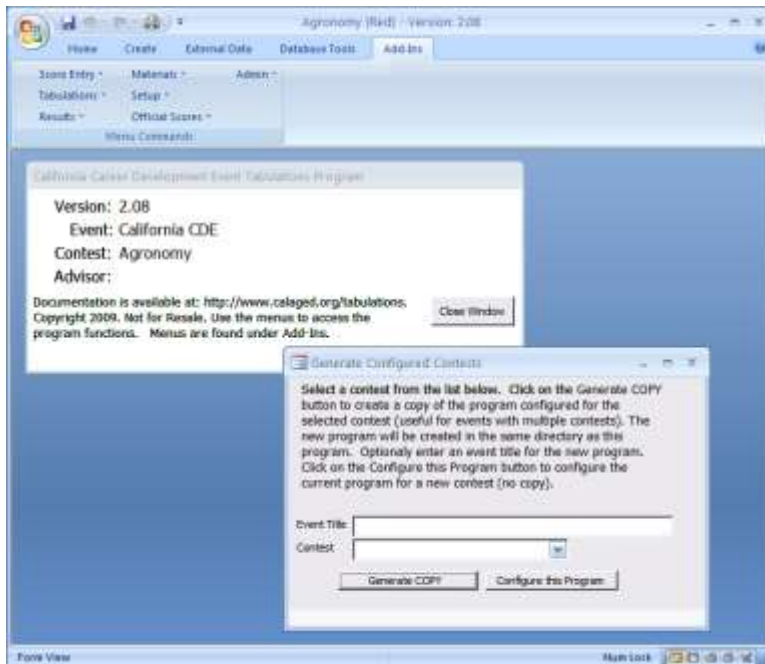 Agronomy (Red) - Version: 2.08
Home Create External Data Database Tools Add-Ins
Score Entry Materials Admin
Tabulations Setup
Results Official Scores
Menu Commands
California Career Development Event Tabulations Program
Version: 2.08
Event: California CDE
Contest: Agronomy
Advisor:
Documentation is available at: http://www.calaged.org/tabulations.
Copyright 2009. Not for Resale. Use the menus to access the
program functions. Menus are found under Add-Ins.
Close Window
Generate Configured Contests
Select a contest from the list below. Click on the Generate COPY
button to create a copy of the program configured for the
selected contest (useful for events with multiple contests). The
new program will be created in the same directory as this
program. Optionaly enter an event title for the new program.
Click on the Configure this Program button to configure the
current program for a new contest (no copy).
Event Title
Contest
Generate COPY Configure this Program
Form View Num Lock